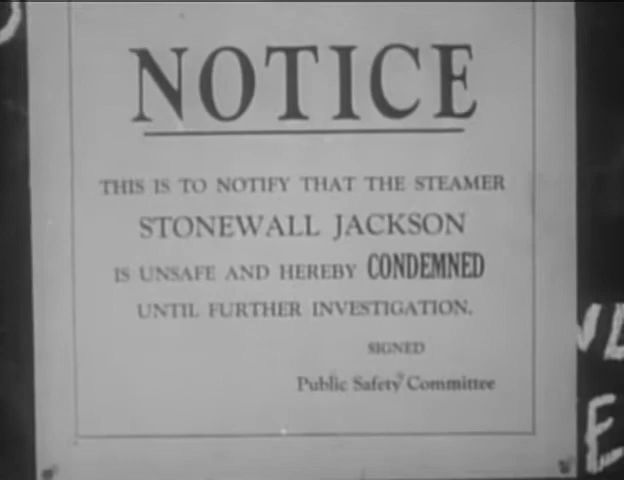 NOTICE
THIS IS TO NOTIFY THAT THE STEAMER
STONEWALL JACKSON
IS UNSAFE AND HEREBY CONDEMNED
UNTIL FURTHER INVESTIGATION.
SIGNED
Public Safety Committee
E